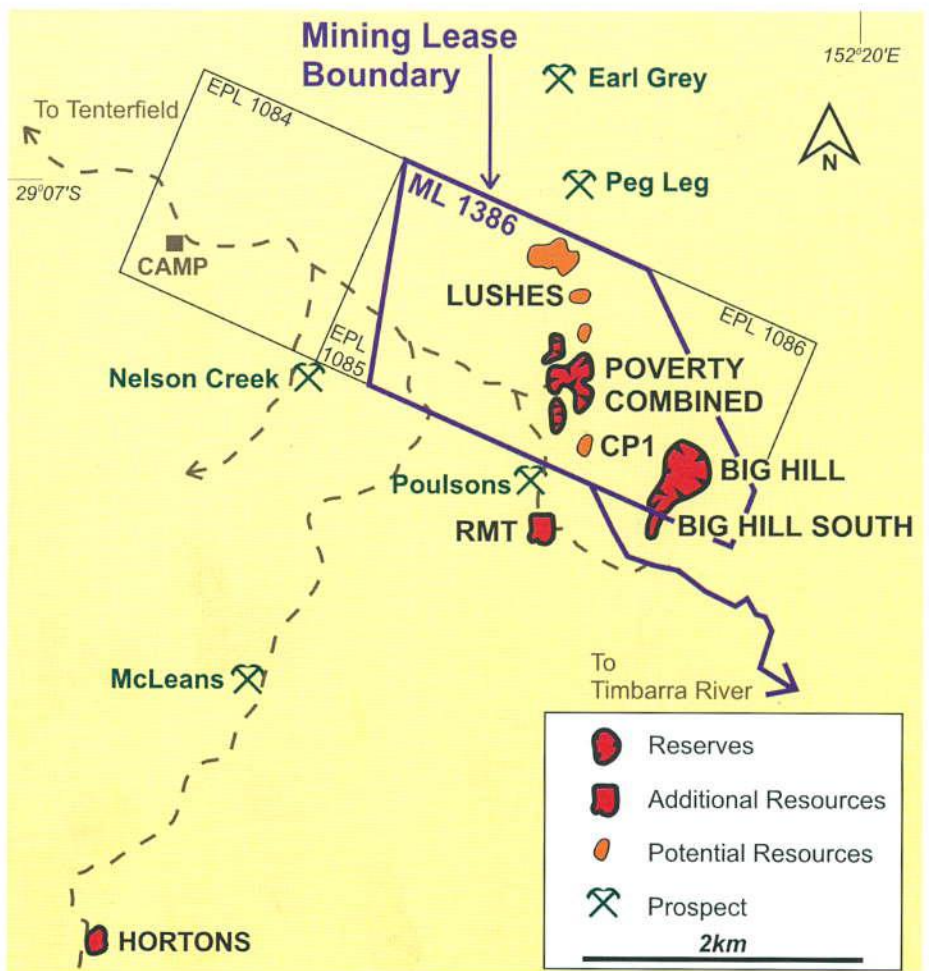 Mining Lease
Boundary
152°20'E
Earl Grey
EPL 1084
To Tenterfield
N
29°07'S
Peg Leg
ML 1386
CAMP
LUSHES
EPL 1086
EPL
1085
Nelson Creek
POVERTY
COMBINED
CP1
BIG HILL
Poulsons
RMT
BIG HILL SOUTH
McLeans
To
Timbarra River
Reserves
Additional Resources
Potential Resources
Prospect
2km
HORTONS